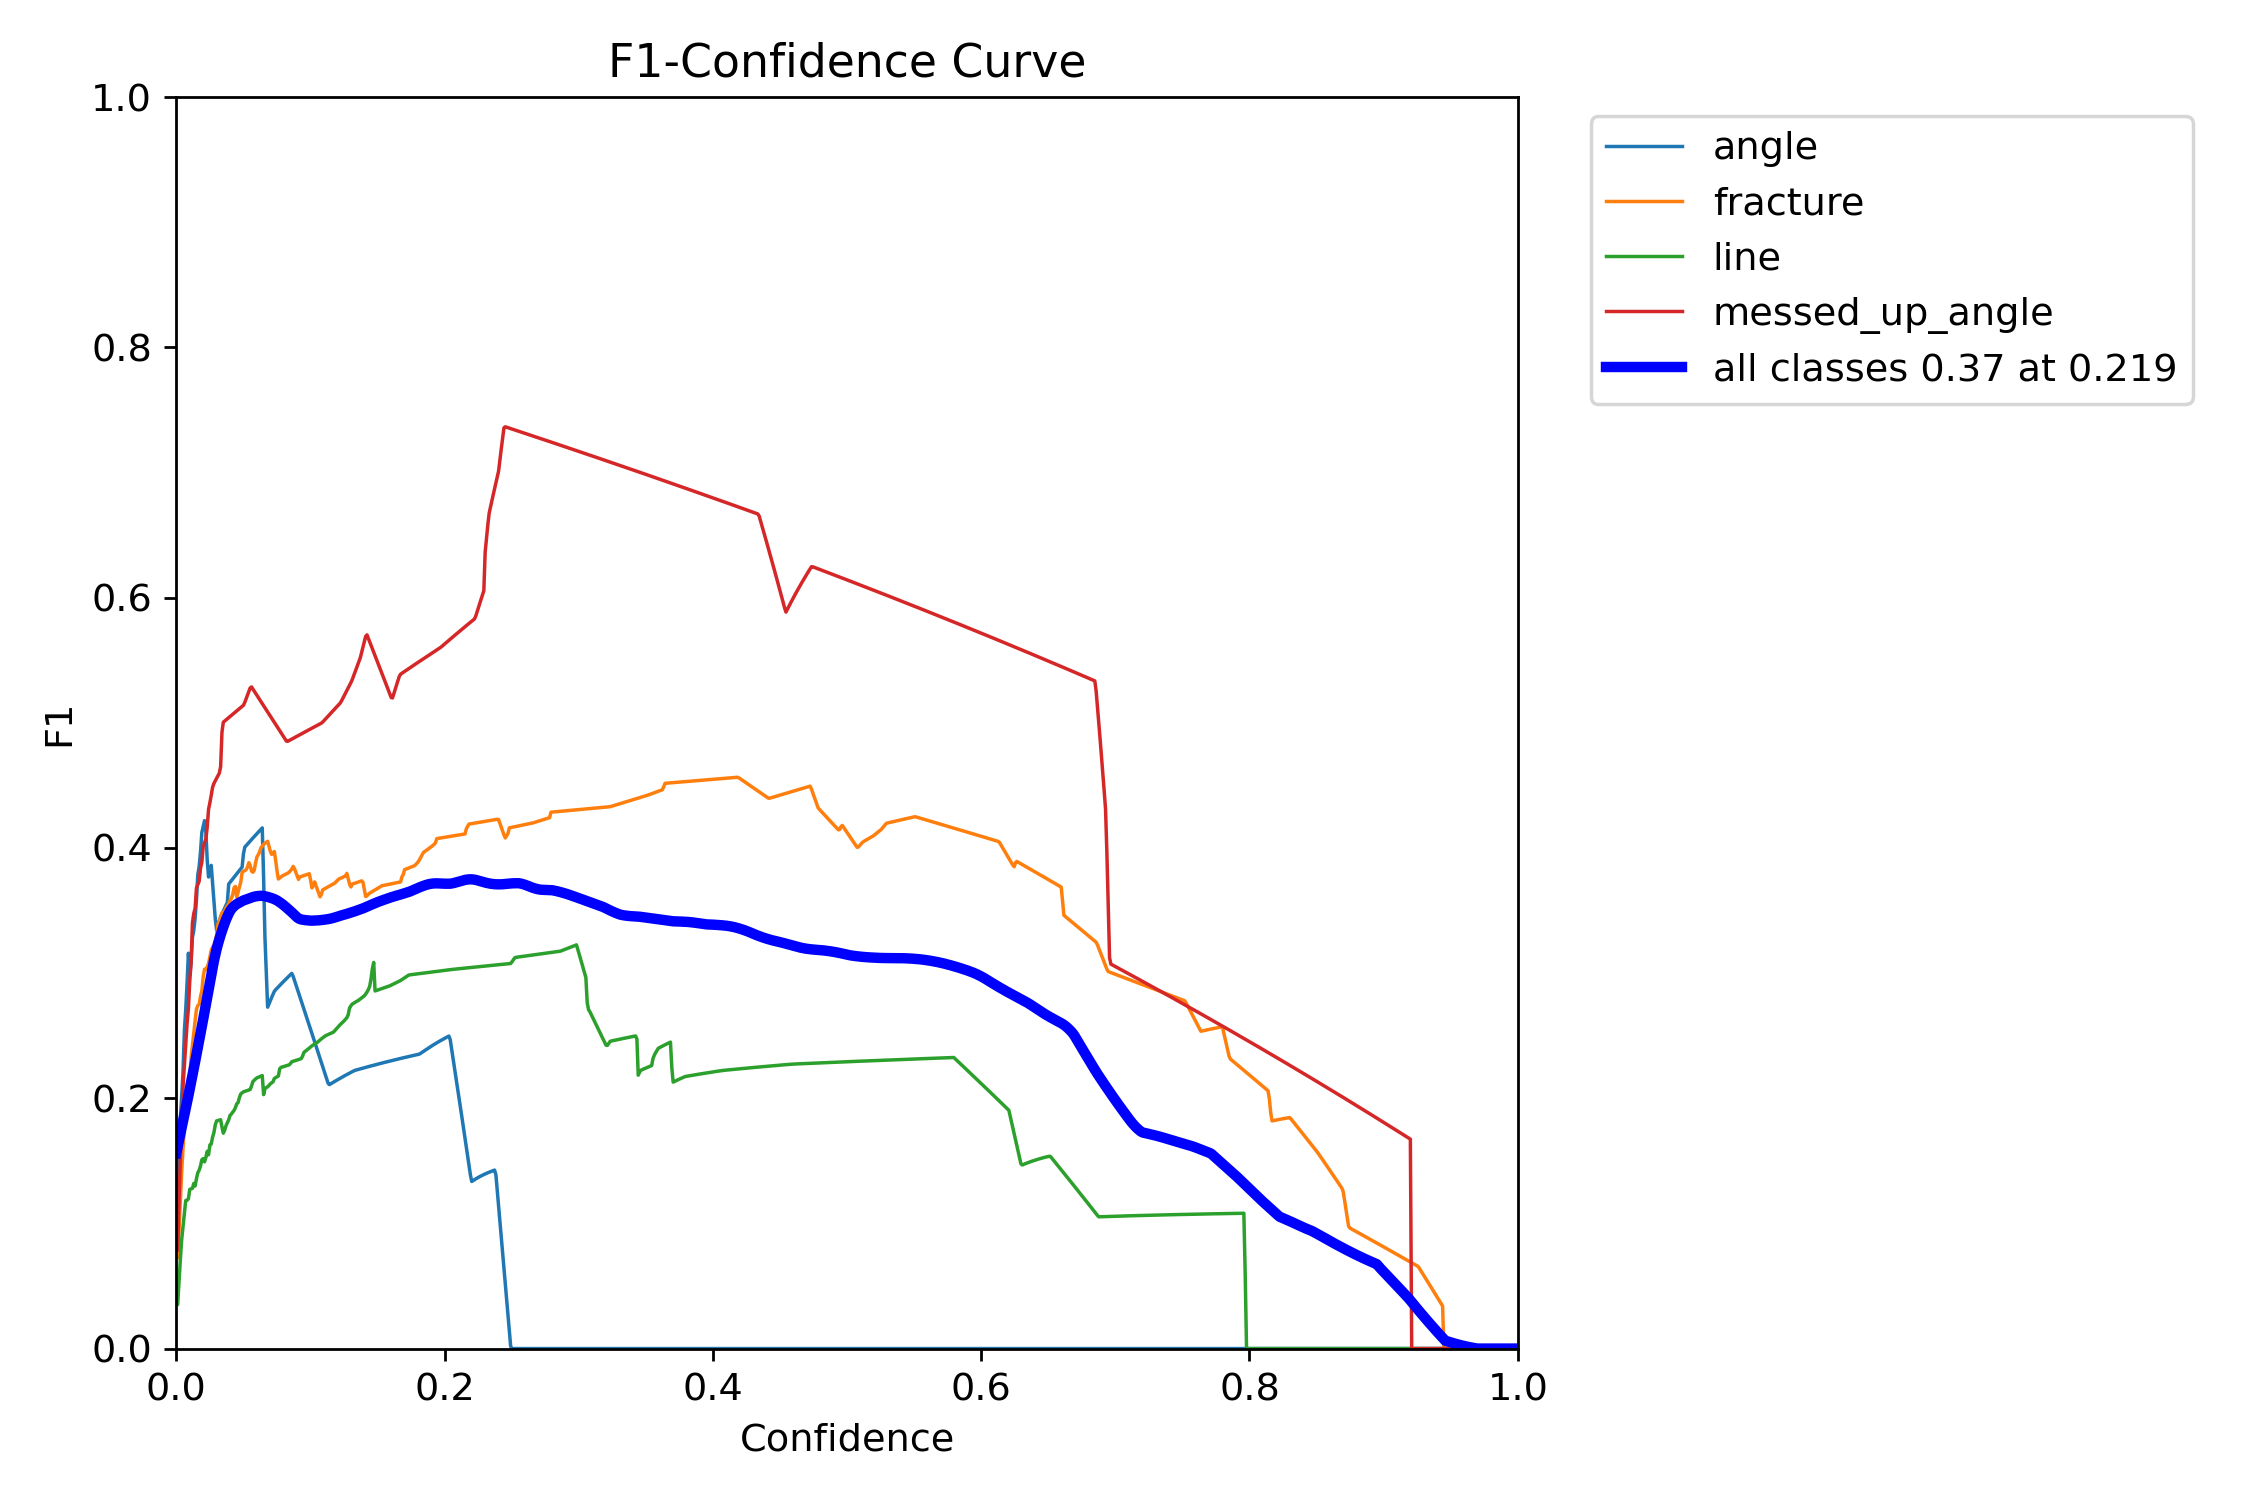 F1-Confidence Curve
1.0
0.8
0.6
0.4
0.2
0.0
F1
0.0 0.2 0.4 0.6 0.8 1.0
Confidence
angle
fracture
line
messed_up_angle
all classes 0.37 at 0.219